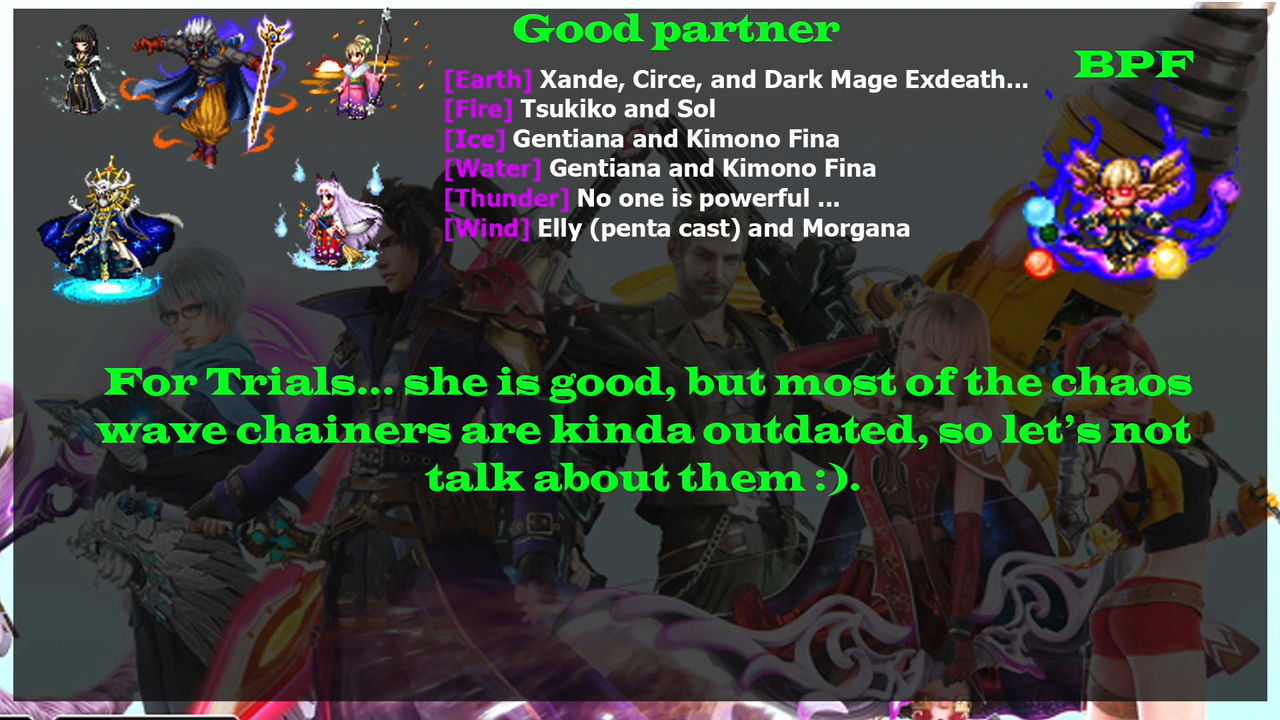 Good partner
BPF
[Earth] Xande, Circe, and Dark Mage Exdeath...
[Fire] Tsukiko and Sol
[Ice] Gentiana and Kimono Fina
[Water] Gentiana and Kimono Fina
[Thunder] No one is powerful ...
[Wind] Elly (penta cast) and Morgana
For Trials... she is good, but most of the chaos
wave chainers are kinda outdated, so let's not
talk about them :).